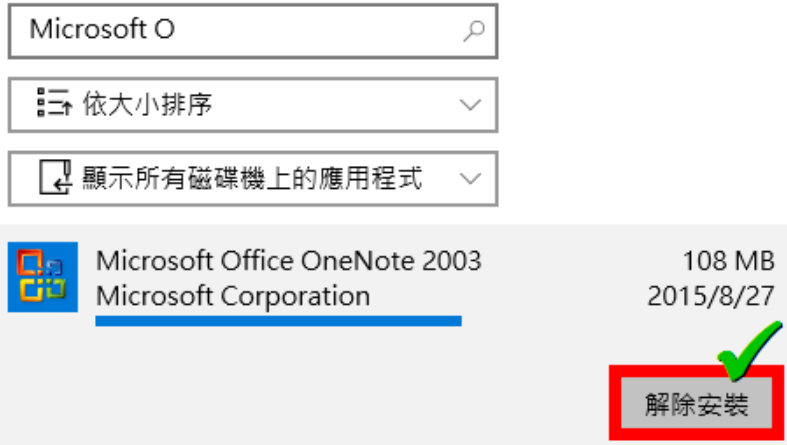 Microsoft O
依大小排序
顯示所有磁碟機上的應用程式
Microsoft Office OneNote 2003
108 MB
Microsoft Corporation
2015/8/27
解除安裝